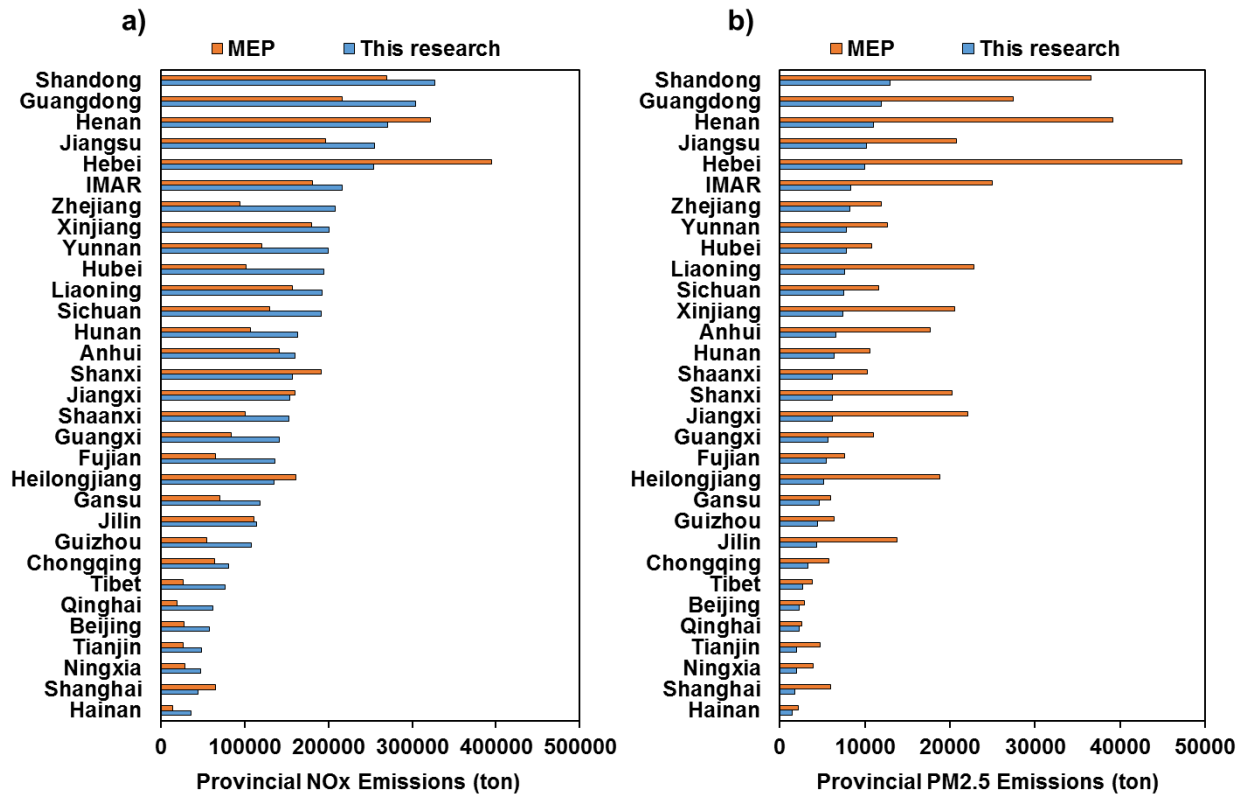 a)
MEP This research
Shandong
Guangdong
Henan
Jiangsu
Hebei
IMAR
Zhejiang
Xinjiang
Yunnan
Hubei
Liaoning
Sichuan
Hunan
Anhui
Shanxi
Jiangxi
Shaanxi
Guangxi
Fujian
Heilongjiang
Gansu
Jilin
Guizhou
Chongqing
Tibet
Qinghai
Beijing
Tianjin
Ningxia
Shanghai
Hainan
0 100000 200000 300000 400000 500000
Provincial NOx Emissions (ton)
b)
MEP This research
Shandong
Guangdong
Henan
Jiangsu
Hebei
IMAR
Zhejiang
Yunnan
Hubei
Liaoning
Sichuan
Xinjiang
Anhui
Hunan
Shaanxi
Shanxi
Jiangxi
Guangxi
Fujian
Heilongjiang
Gansu
Guizhou
Jilin
Chongqing
Tibet
Beijing
Qinghai
Tianjin
Ningxia
Shanghai
Hainan
0 10000 20000 30000 40000 50000
Provincial PM2.5 Emissions (ton)